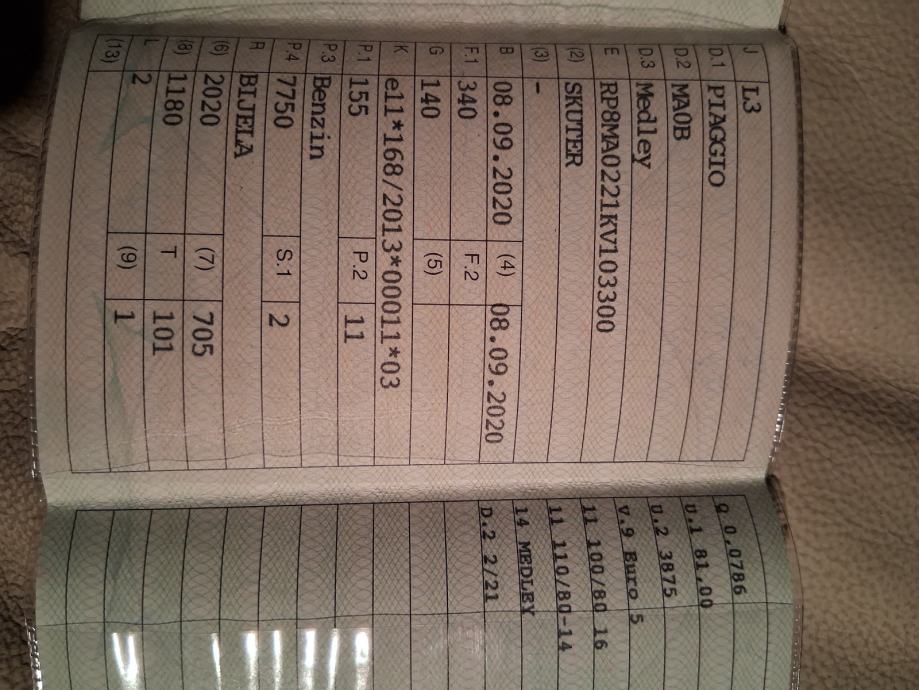 J L3
D.1 PIAGGIO
D.2 MA0B
D.3 Medley
E RP8MA0221KV103300
(2) SKUTER
(3) -
B 08.09.2020 (4) 08.09.2020
F.1 340 F.2
G 140 (5)
K e11*168/2013*00011*03
P.1 155 P.2 11
P.3 Benzin
P.4 7750 S.1 2
R BIJELA
(6) 2020 (7) 705
(8) 1180 T 101
L 2 (9) 1
(13)
Q 0,0786
U.1 81,00
U.2 3875
V.9 Euro 5
11 100/80 16
11 110/80-14
14 MEDLEY
D.2 2/21